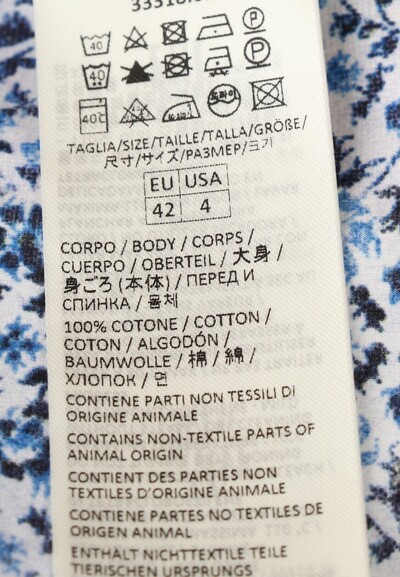 40
P
40
P
40℃
TAGLIA/SIZE/TAILLE/TALLA/GRÖßE/
尺寸/サイズ/РАЗМЕР/크기
EU USA
42 4
CORPO / BODY / CORPS /
CUERPO / OBERTEIL / 大身 /
身ごろ (本体) / ПЕРЕД И
СПИНКА / 몸체
100% COTONE / COTTON /
COTON / ALGODÓN /
BAUMWOLLE / 棉 / 綿 /
ХЛОПОК / 면
CONTIENE PARTI NON TESSILI DI
ORIGINE ANIMALE
CONTAINS NON-TEXTILE PARTS OF
ANIMAL ORIGIN
CONTIENT DES PARTIES NON
TEXTILES D'ORIGINE ANIMALE
CONTIENE PARTES NO TEXTILES DE
ORIGEN ANIMAL
ENTHÄLT NICHTTEXTILE TEILE
TIERISCHEN URSPRUNGS